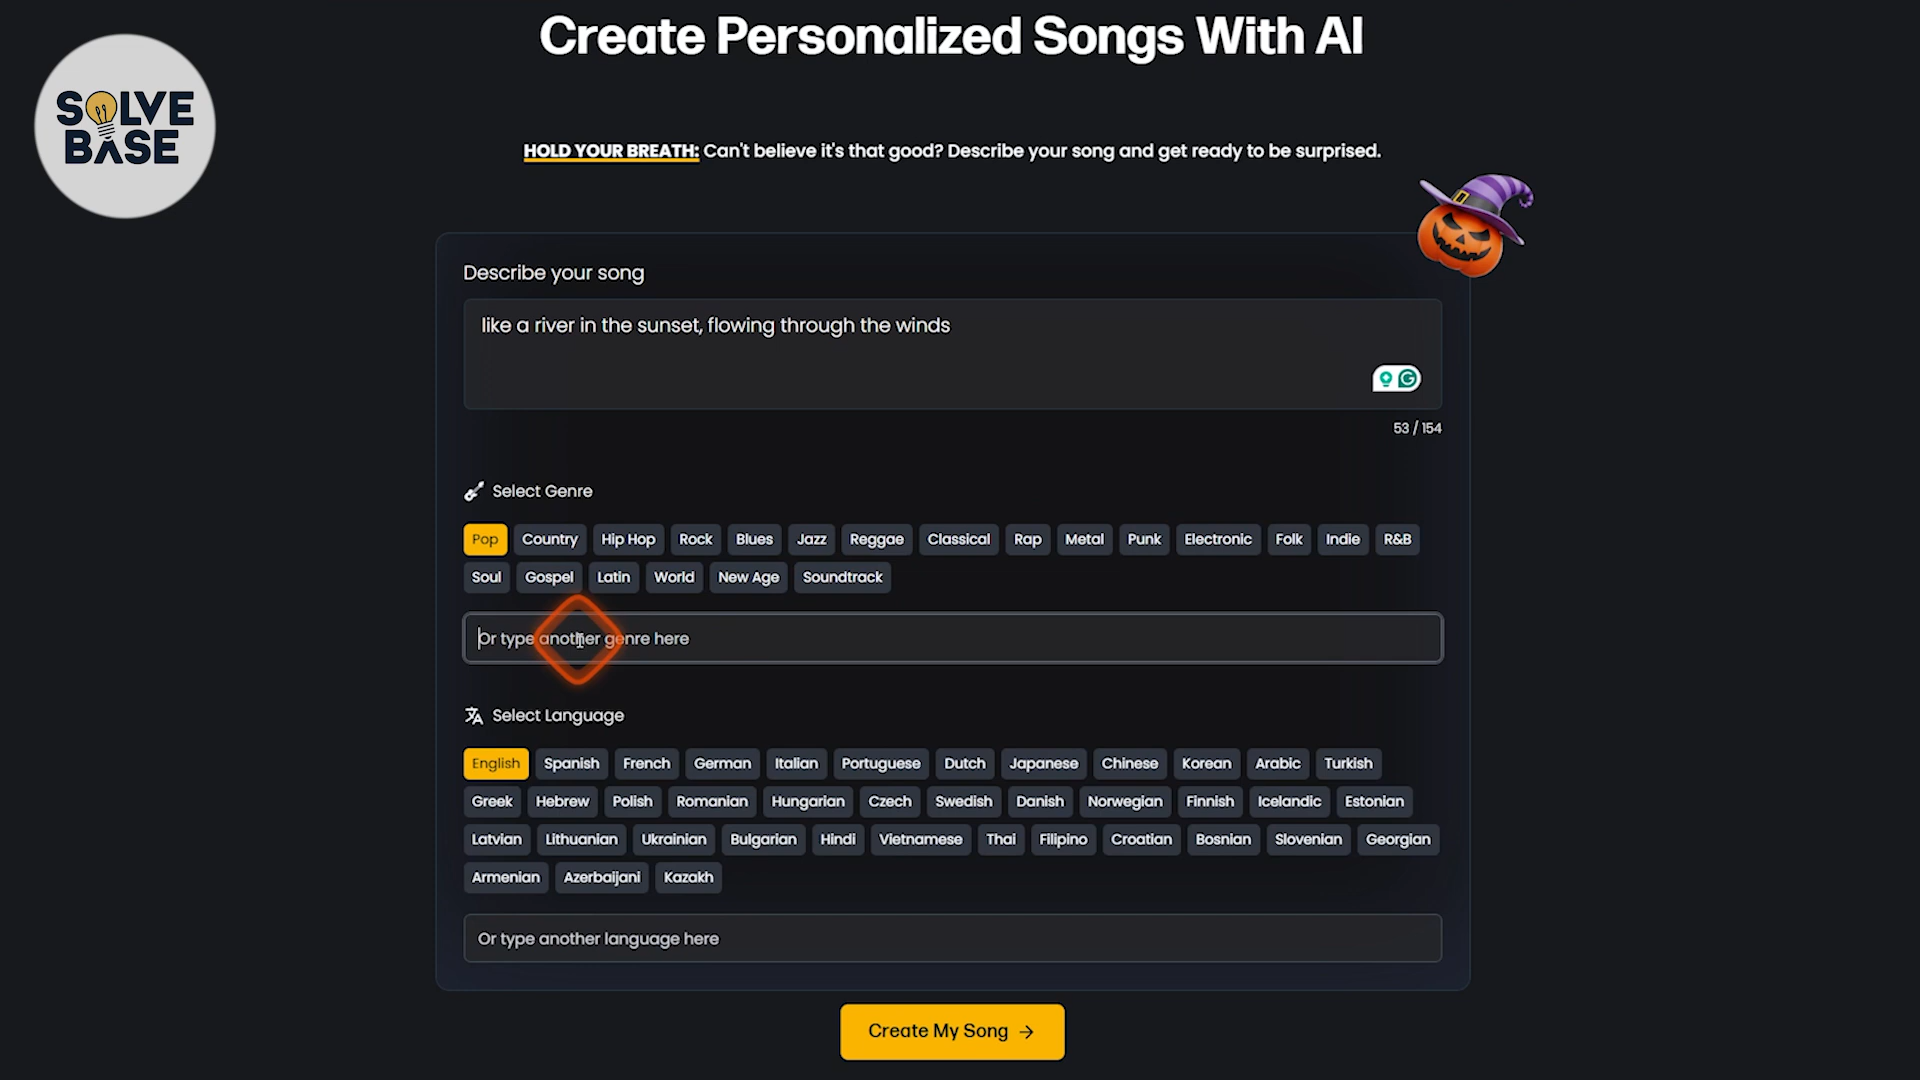 Create Personalized Songs With AI
SOLVE
BASE
HOLD YOUR BREATH: Can't believe it's that good? Describe your song and get ready to be surprised.
Describe your song
like a river in the sunset, flowing through the winds
53 / 154
Select Genre
Pop Country Hip Hop Rock Blues Jazz Reggae Classical Rap Metal Punk Electronic Folk Indie R&B
Soul Gospel Latin World New Age Soundtrack
Or type another genre here
Select Language
English Spanish French German Italian Portuguese Dutch Japanese Chinese Korean Arabic Turkish
Greek Hebrew Polish Romanian Hungarian Czech Swedish Danish Norwegian Finnish Icelandic Estonian
Latvian Lithuanian Ukrainian Bulgarian Hindi Vietnamese Thai Filipino Croatian Bosnian Slovenian Georgian
Armenian Azerbaijani Kazakh
Or type another language here
Create My Song →